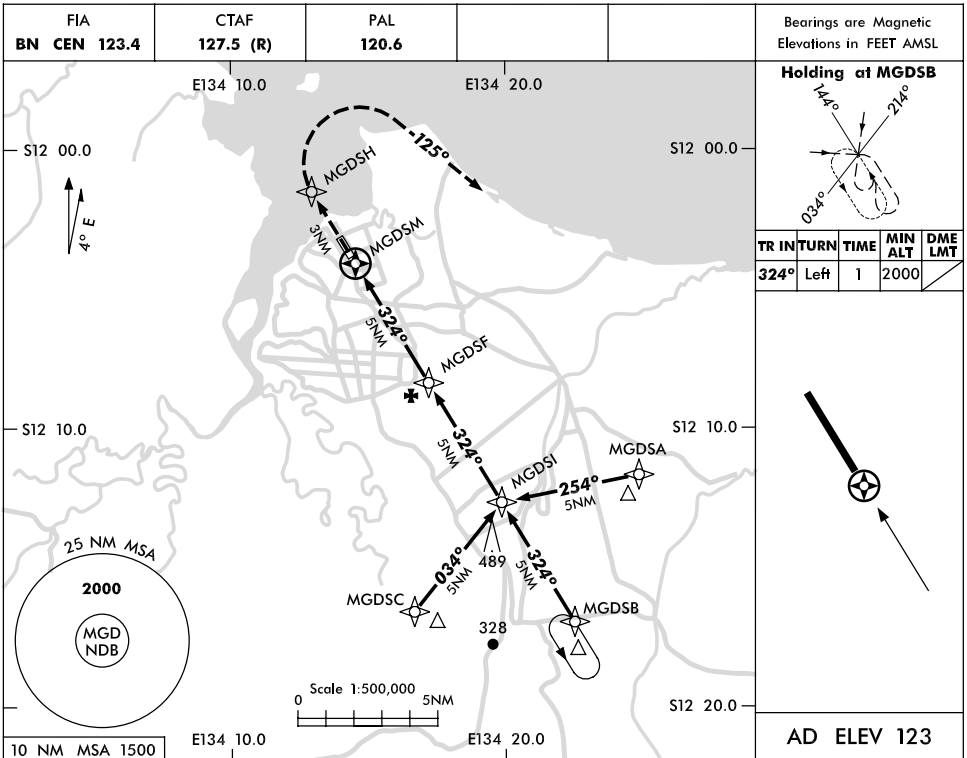 FIA
BN CEN 123.4
CTAF
127.5 (R)
PAL
120.6
Bearings are Magnetic
Elevations in FEET AMSL
E134 10.0
E134 20.0
S12 00.0
S12 00.0
4° E
MGDSH
125°
3NM
MGDSM
324°
5NM
MGDSF
S12 10.0
S12 10.0
324°
5NM
MGDSI
MGDSA
254°
5NM
489
034°
5NM
324°
5NM
MGDSC
MGDSB
328
25 NM MSA
2000
MGD
NDB
10 NM MSA 1500
Scale 1:500,000
0
5NM
S12 20.0
E134 10.0
E134 20.0
Holding at MGDSB
144°
214°
034°
TR IN TURN TIME MIN ALT DME LMT
324° Left 1 2000
AD ELEV 123